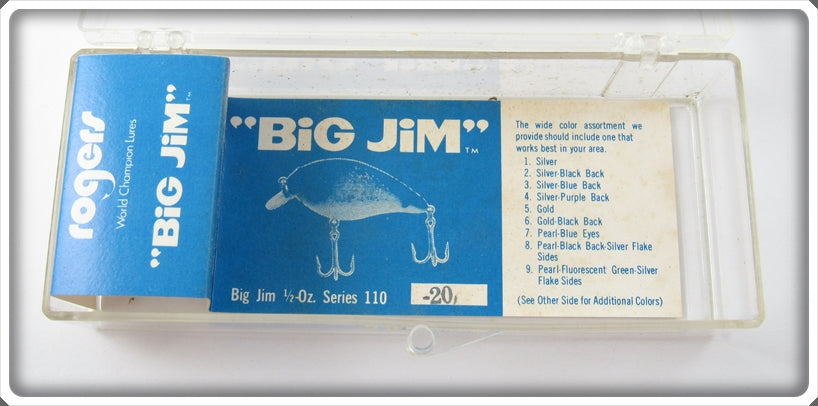 rogers
World Champion Lures
"BiG JiM"™
"BiG JiM"™
Big Jim ½-Oz. Series 110 -20,
The wide color assortment we
provide should include one that
works best in your area.
1. Silver
2. Silver-Black Back
3. Silver-Blue Back
4. Silver-Purple Back
5. Gold
6. Gold-Black Back
7. Pearl-Blue Eyes
8. Pearl-Black Back-Silver Flake
Sides
9. Pearl-Fluorescent Green-Silver
Flake Sides
(See Other Side for Additional Colors)